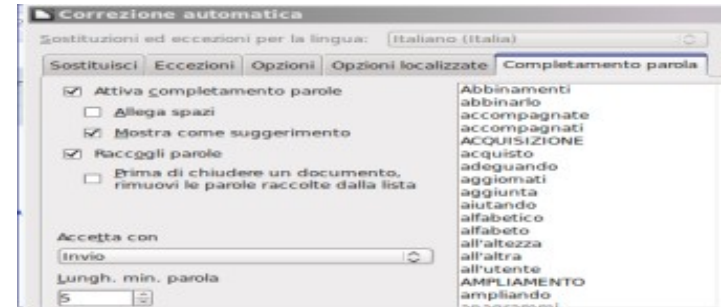 Correzione automatica
Sostituzioni ed eccezioni per la lingua: Italiano (Italia)
Sostituisci Eccezioni Opzioni Opzioni localizzate Completamento parola
Attiva completamento parole
Allega spazi
Mostra come suggerimento
Raccogli parole
Prima di chiudere un documento,
rimuovi le parole raccolte dalla lista
Accetta con
Invio
Lungh. min. parola
5
Abbinamenti
abbinarlo
accompagnate
accompagnati
ACQUISIZIONE
acquisto
adeguando
aggiornati
aggiunta
aiutando
alfabetico
alfabeto
all'altezza
all'altra
all'utente
AMPLIAMENTO
ampliando
anagrammi